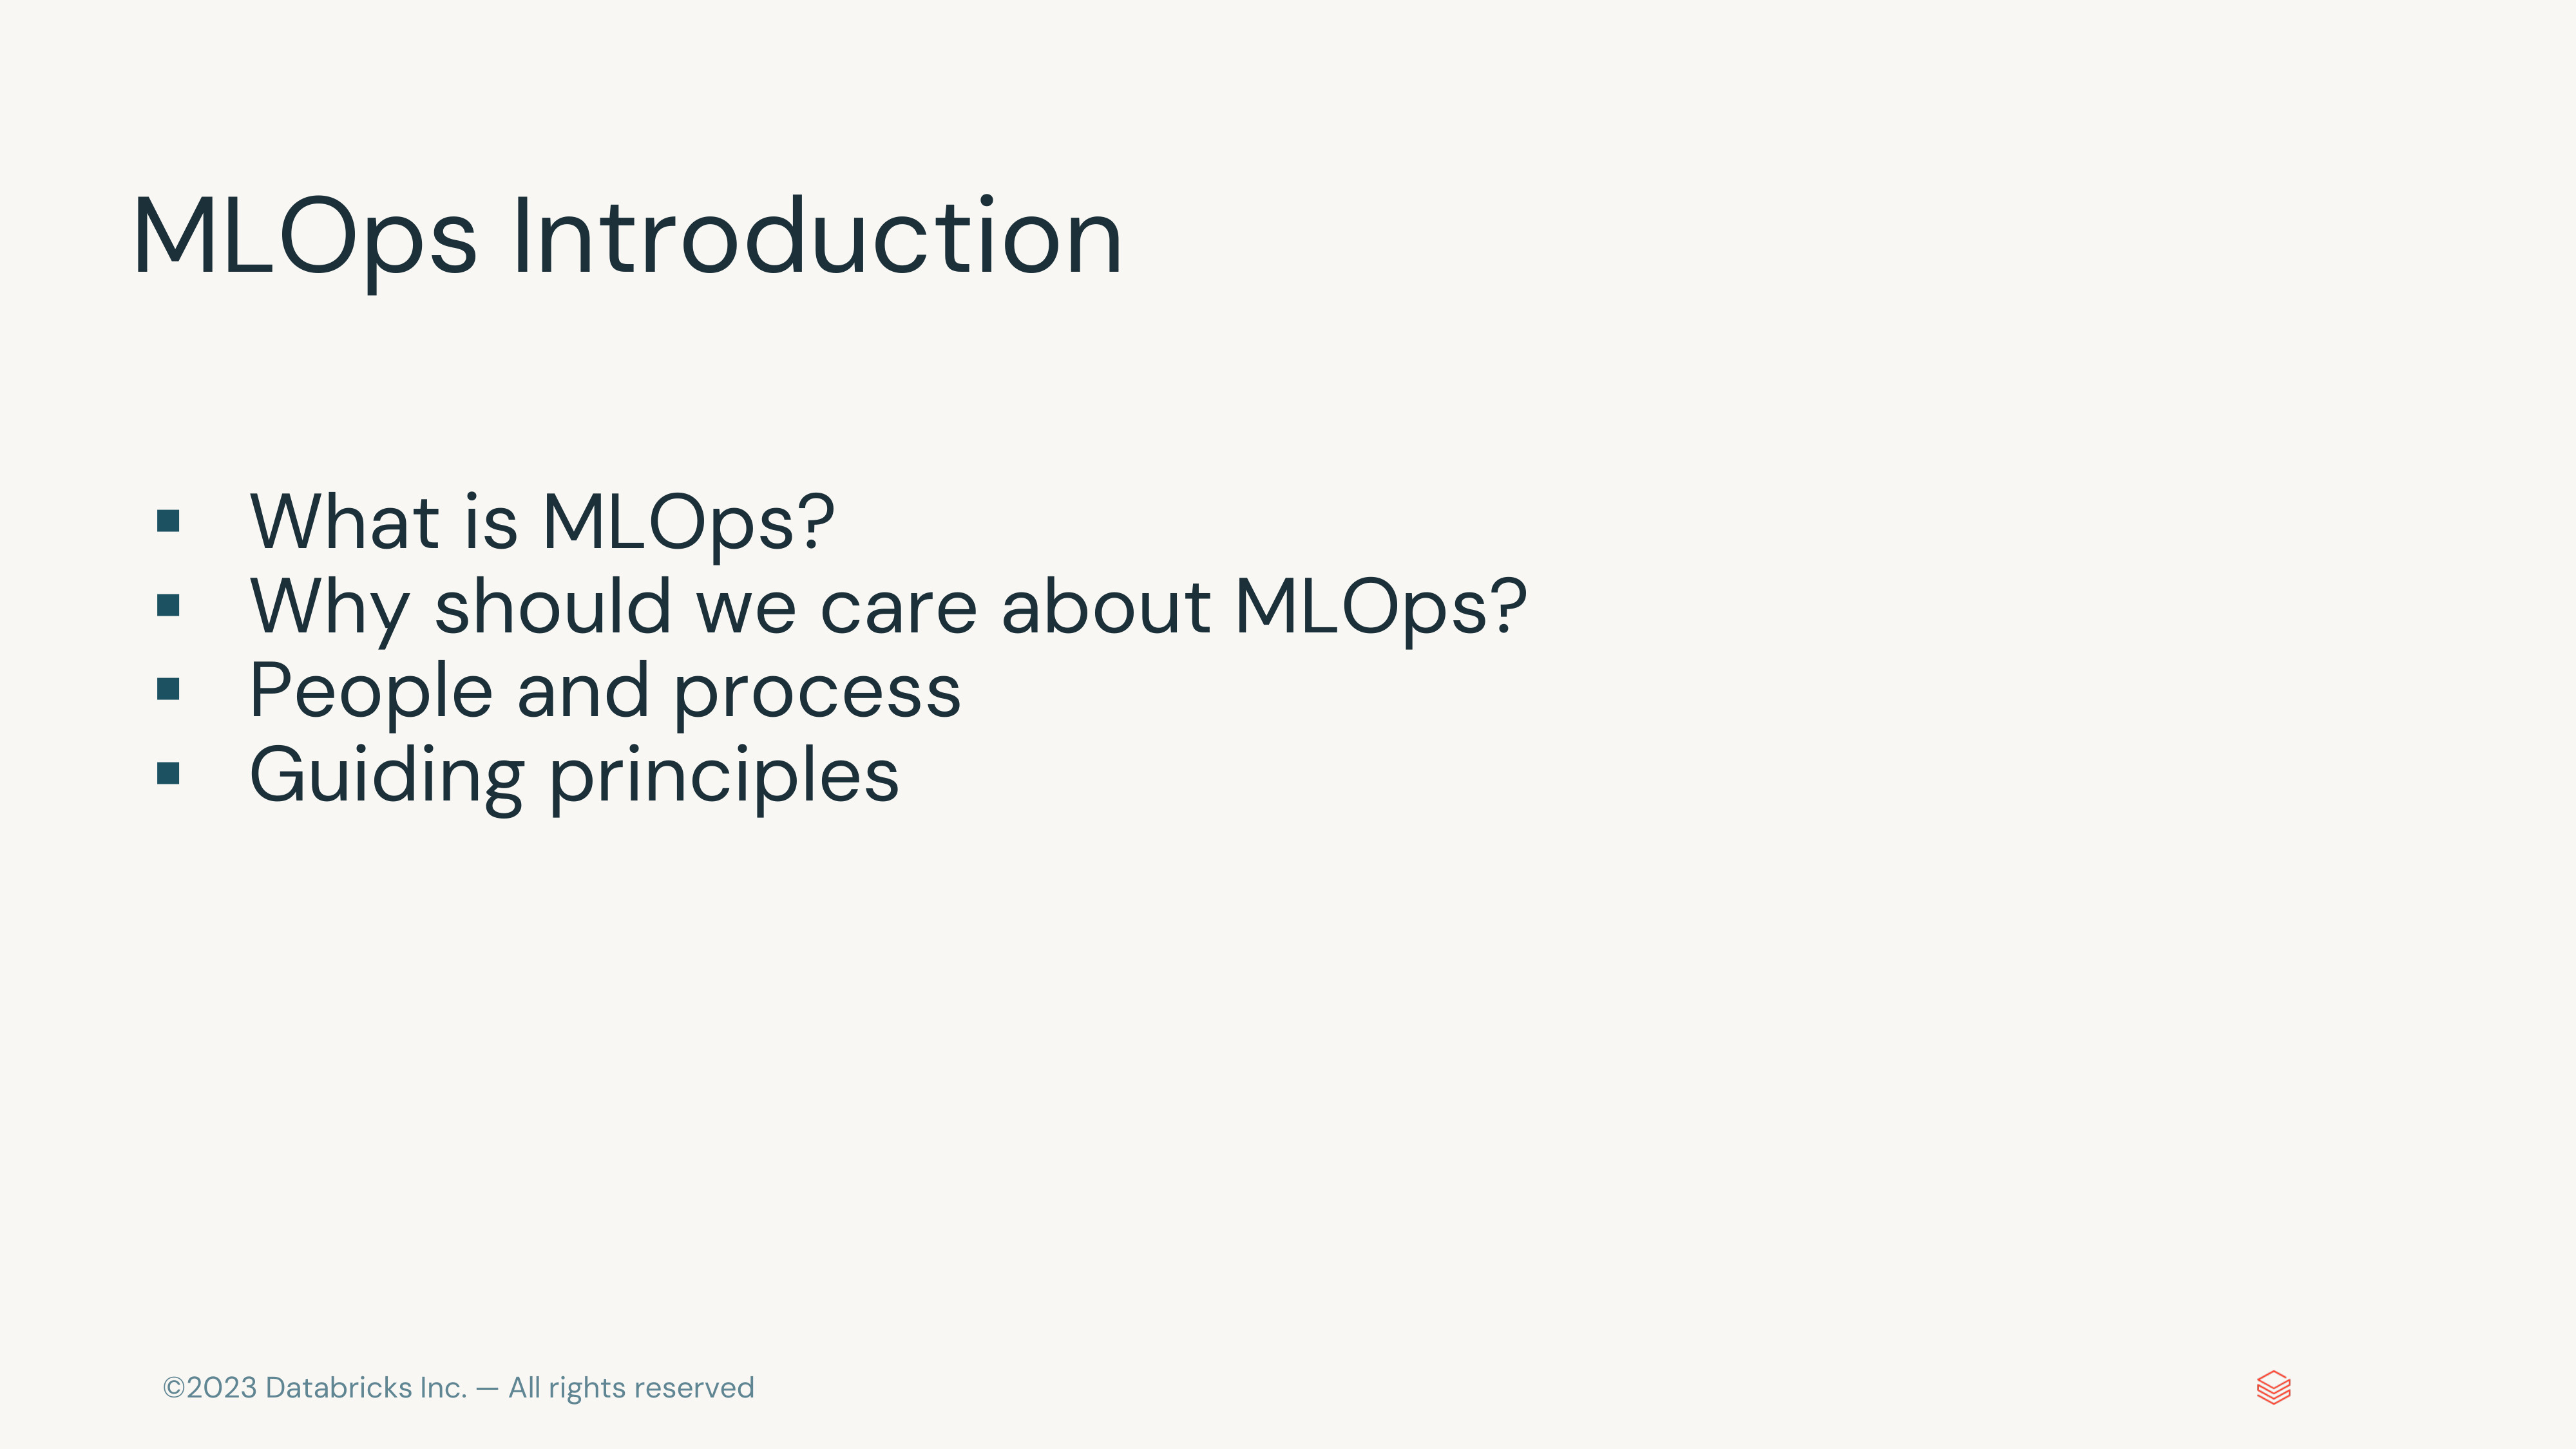 MLOps Introduction
▪ What is MLOps?
▪ Why should we care about MLOps?
▪ People and process
▪ Guiding principles
©2023 Databricks Inc. — All rights reserved